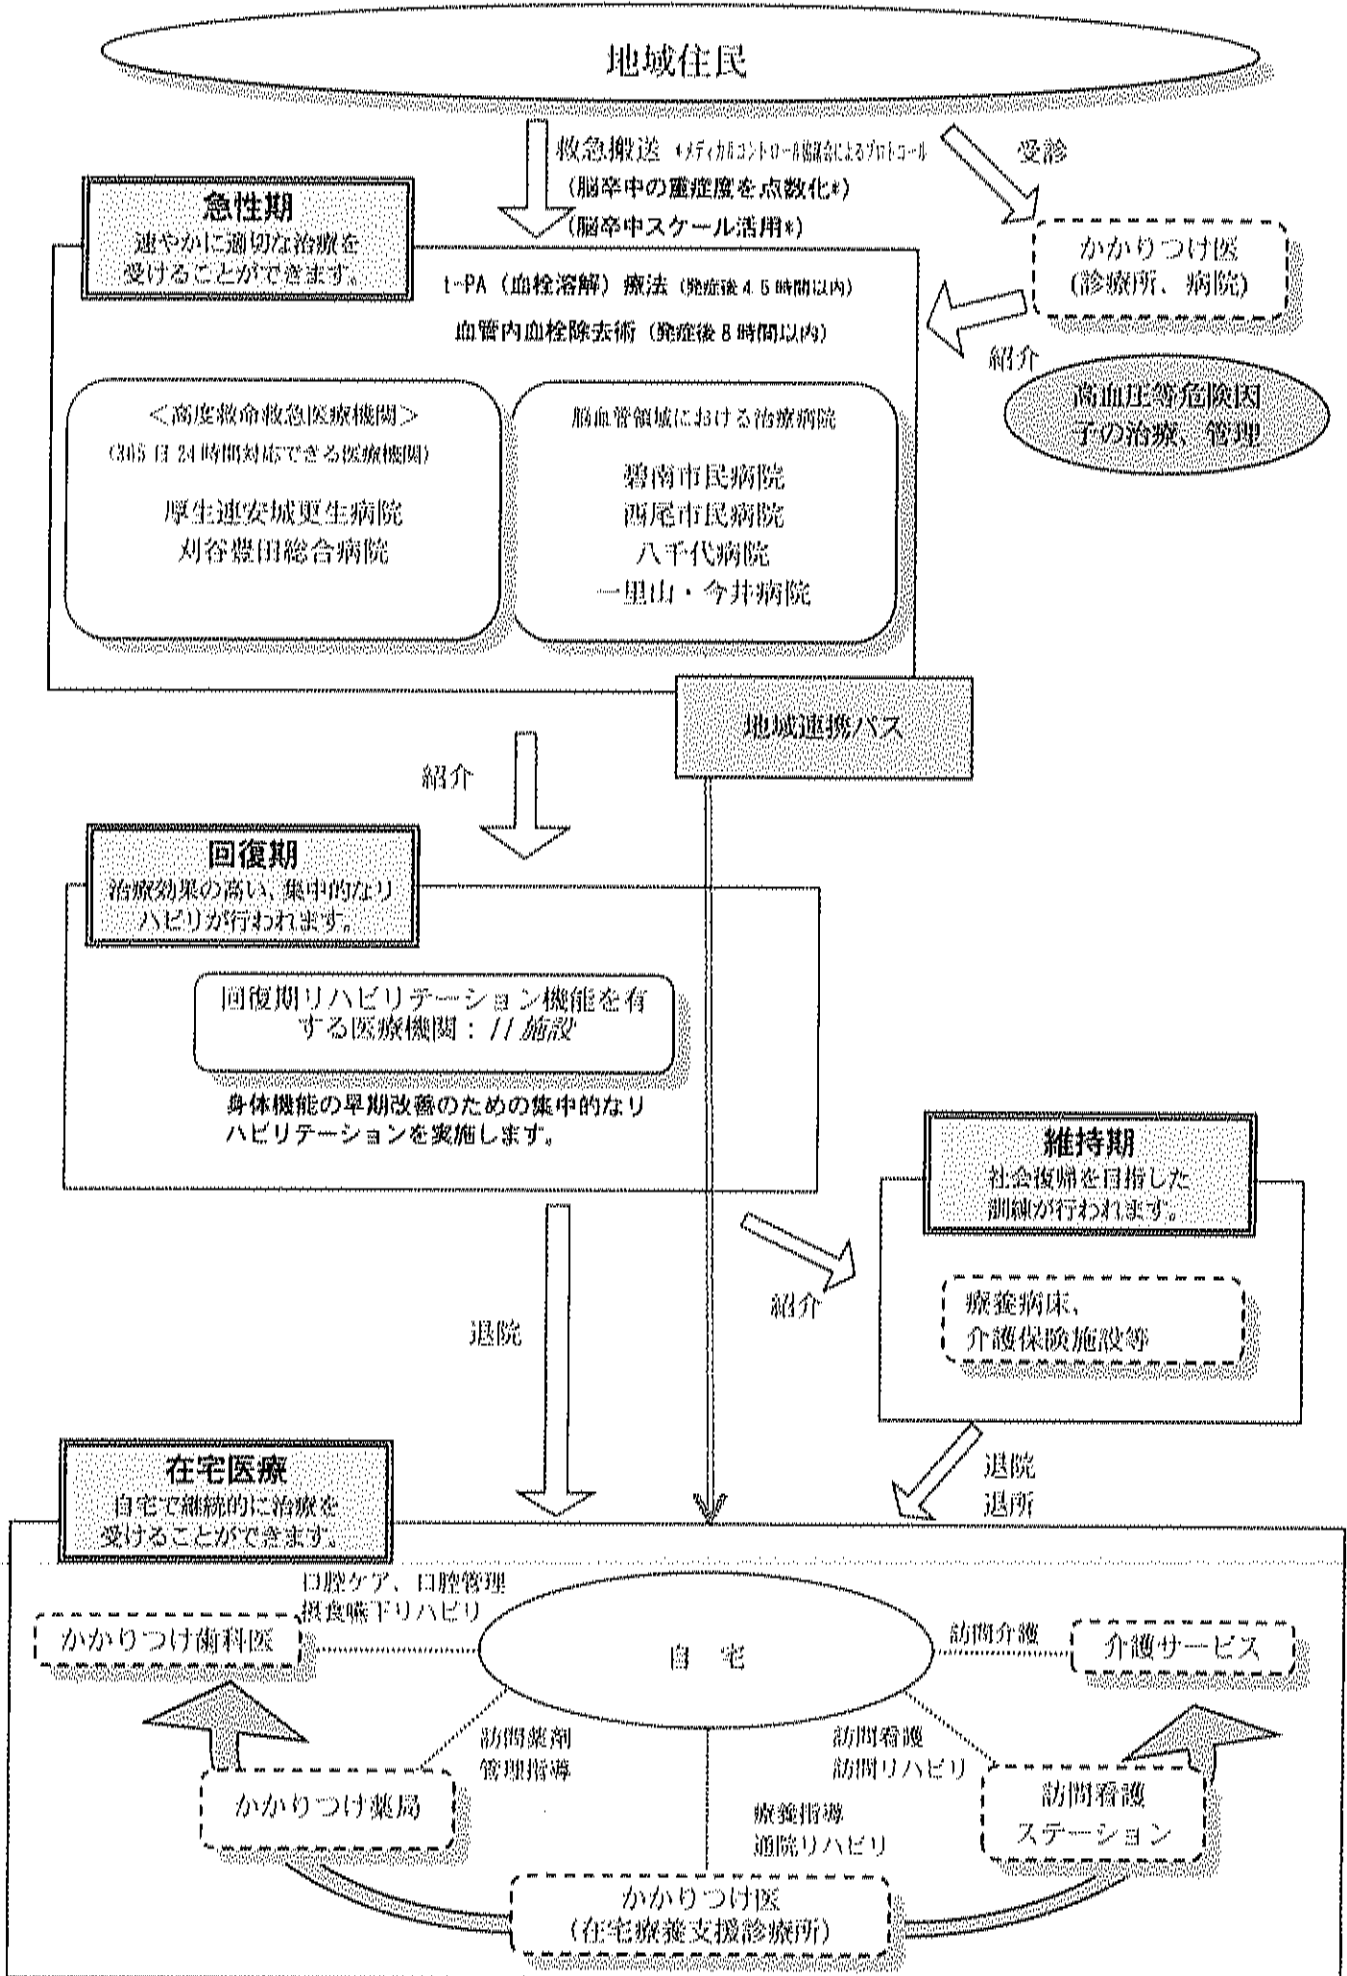 地域住民
救急搬送 *メディカルコントロール協議会によるプロトコール
(脳卒中の重症度を点数化*)
(脳卒中スケール活用*)
受診
急性期
速やかに適切な治療を
受けることができます。
かかりつけ医
(診療所、病院)
t-PA（血栓溶解）療法（発症後4.5時間以内）
血管内血栓除去術（発症後8時間以内）
紹介
高血圧等危険因
子の治療、管理
＜高度救命救急医療機関＞
(365日24時間対応できる医療機関)
厚生連安城更生病院
刈谷豊田総合病院
脳血管領域における治療病院
碧南市民病院
西尾市民病院
八千代病院
一里山・今井病院
地域連携パス
紹介
回復期
治療効果の高い、集中的なリ
ハビリが行われます。
回復期リハビリテーション機能を有
する医療機関：11施設
身体機能の早期改善のための集中的なリ
ハビリテーションを実施します。
維持期
社会復帰を目指した
訓練が行われます。
紹介
療養病床、
介護保険施設等
退院
退院
退所
在宅医療
自宅で継続的に治療を
受けることができます。
口腔ケア、口腔管理
摂食嚥下リハビリ
かかりつけ歯科医
自 宅
訪問介護
介護サービス
訪問薬剤
管理指導
訪問看護
訪問リハビリ
かかりつけ薬局
療養指導
通院リハビリ
訪問看護
ステーション
かかりつけ医
(在宅療養支援診療所)